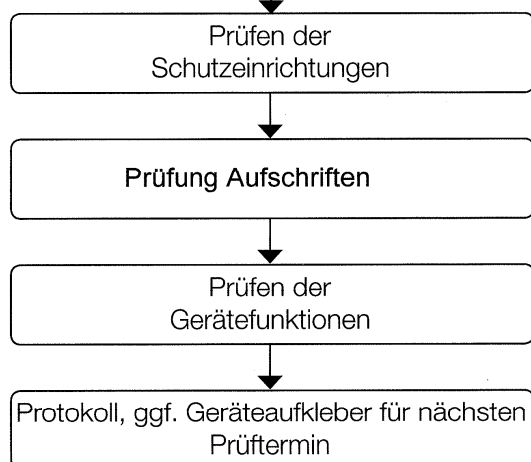 Prüfen der
Schutzeinrichtungen
Prüfung Aufschriften
Prüfen der
Gerätefunktionen
Protokoll, ggf. Geräteaufkleber für nächsten
Prüftermin